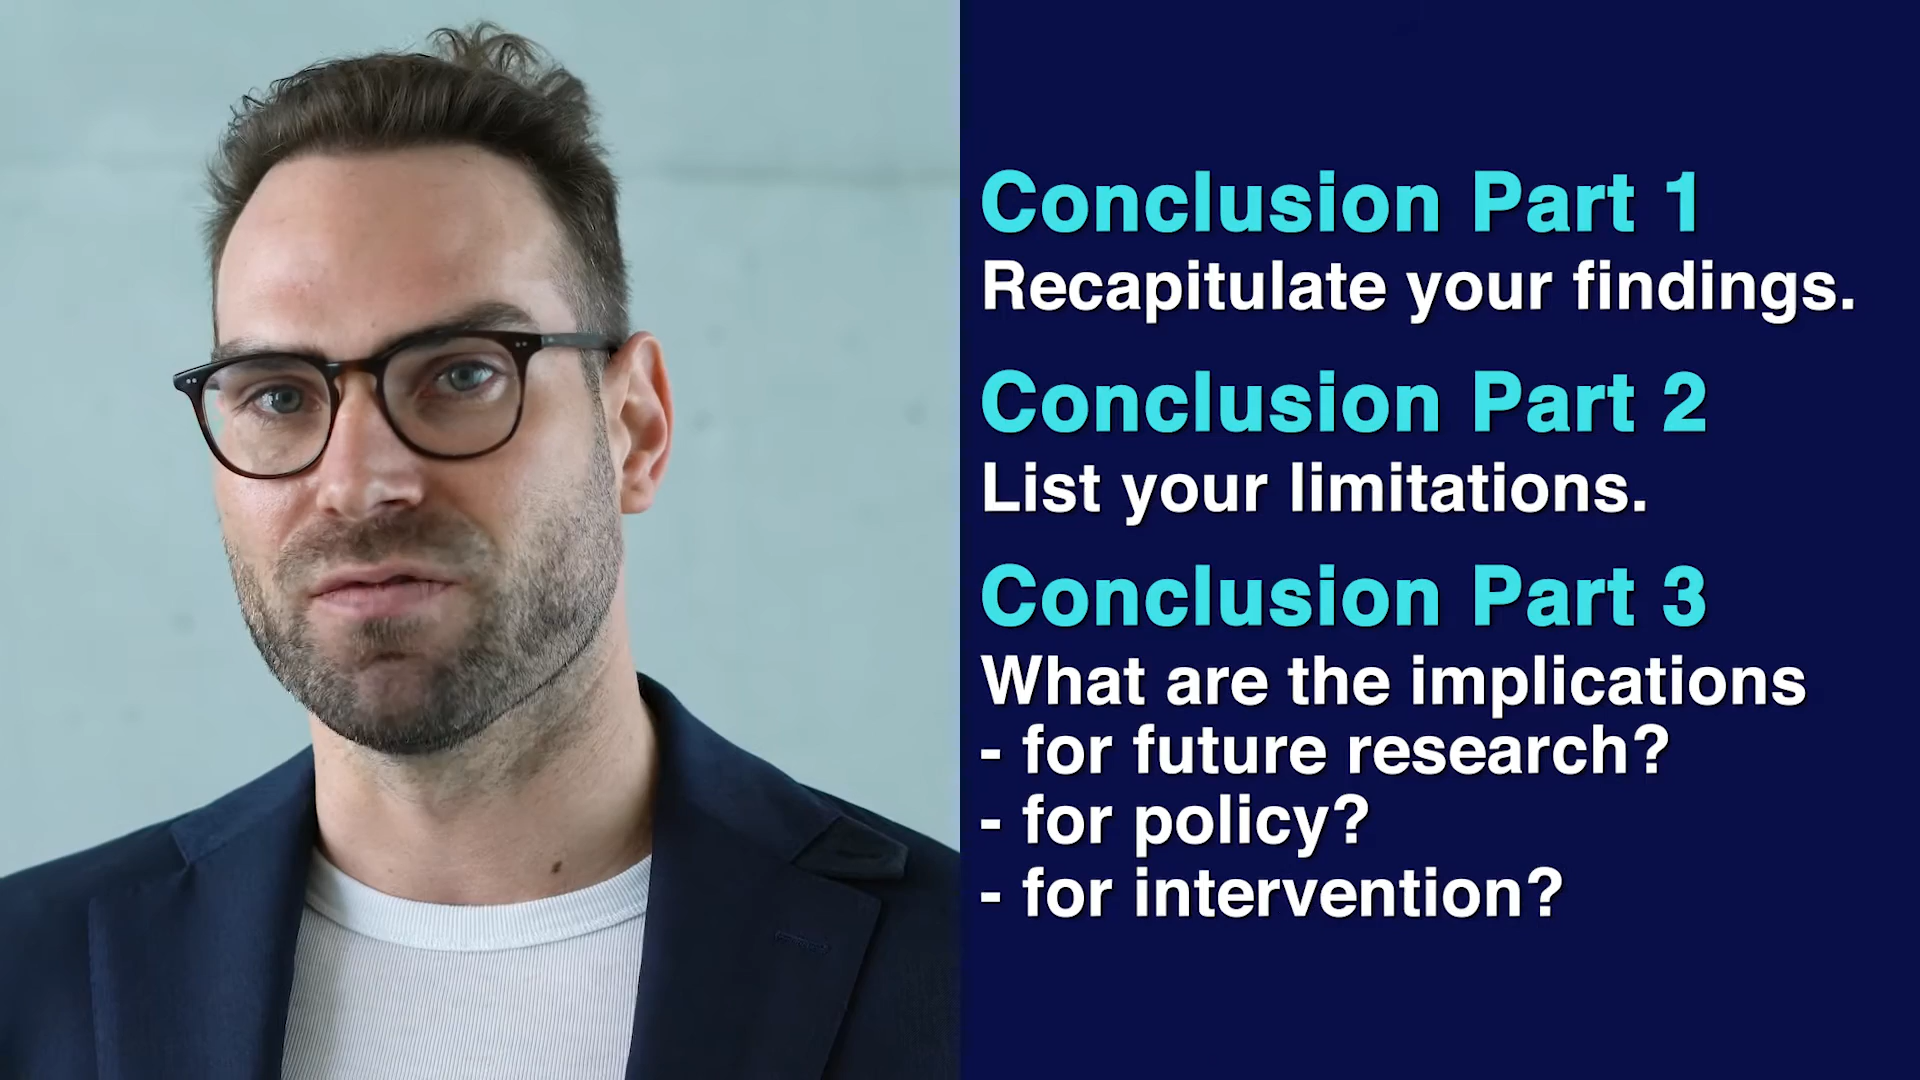 Conclusion Part 1
Recapitulate your findings.
Conclusion Part 2
List your limitations.
Conclusion Part 3
What are the implications
- for future research?
- for policy?
- for intervention?